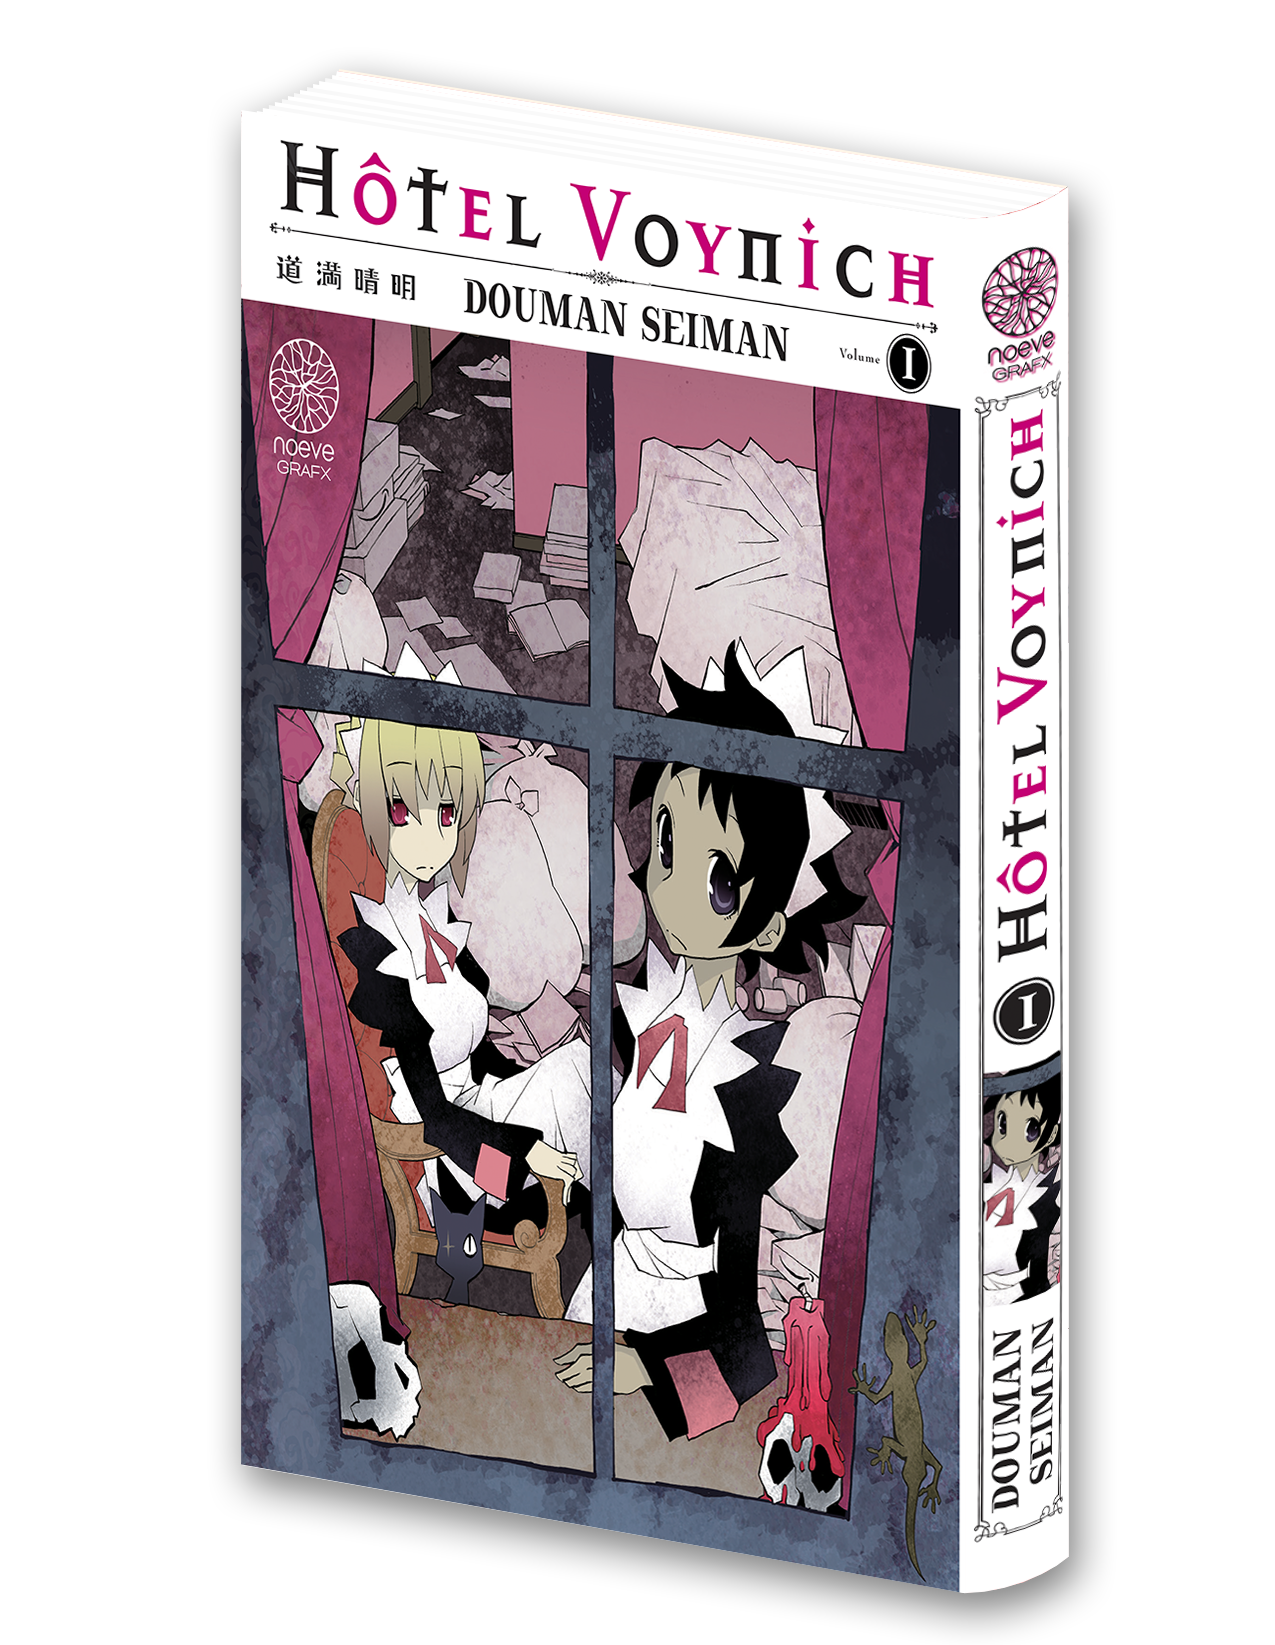 HÔTEL VOYNICH
道満晴明 DOUMAN SEIMAN
Volume I
noeve
GRAFX
noeve
GRAFX
HÔTEL VOYNICH
I
DOUMAN
SEIMAN